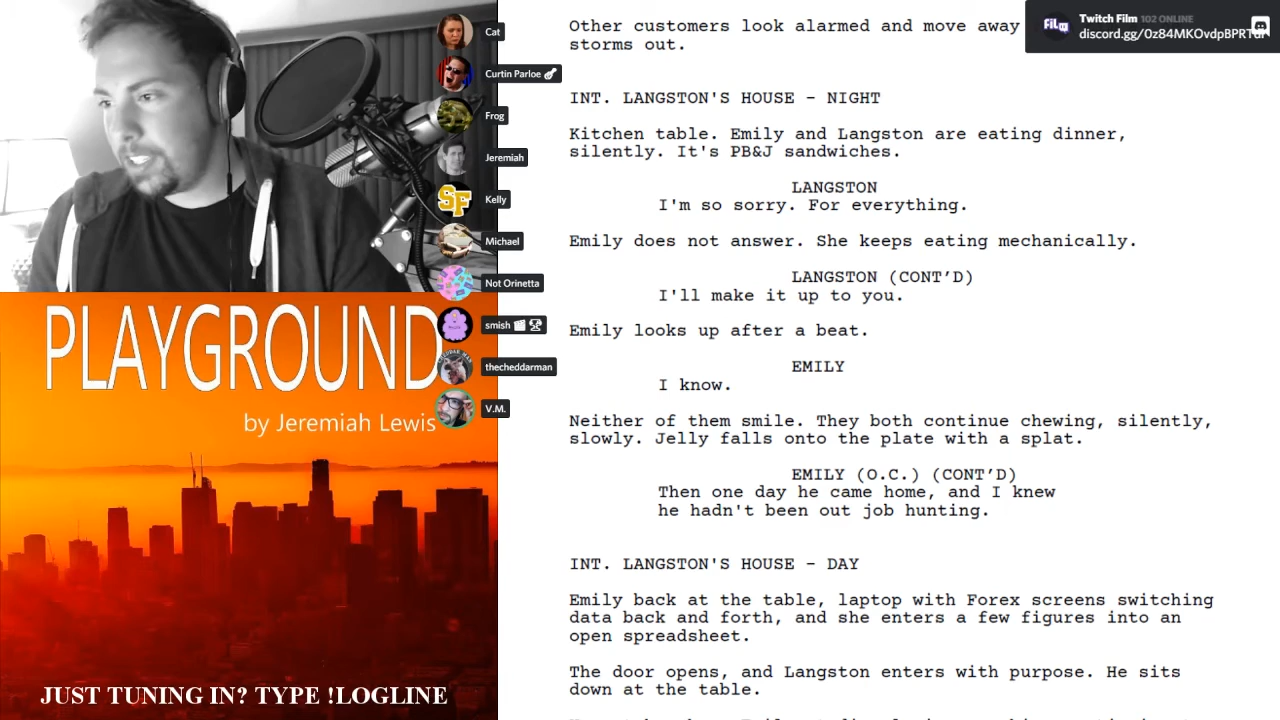 Cat
Curtin Parloe
Frog
Jeremiah
Kelly
SF
Michael
Not Orinetta
smish
thecheddarman
V.M.
PLAYGROUND
by Jeremiah Lewis
JUST TUNING IN? TYPE !LOGLINE
Other customers look alarmed and move away
storms out.
INT. LANGSTON'S HOUSE - NIGHT
Kitchen table. Emily and Langston are eating dinner,
silently. It's PB&J sandwiches.
LANGSTON
I'm so sorry. For everything.
Emily does not answer. She keeps eating mechanically.
LANGSTON (CONT'D)
I'll make it up to you.
Emily looks up after a beat.
EMILY
I know.
Neither of them smile. They both continue chewing, silently,
slowly. Jelly falls onto the plate with a splat.
EMILY (O.C.) (CONT'D)
Then one day he came home, and I knew
he hadn't been out job hunting.
INT. LANGSTON'S HOUSE - DAY
Emily back at the table, laptop with Forex screens switching
data back and forth, and she enters a few figures into an
open spreadsheet.
The door opens, and Langston enters with purpose. He sits
down at the table.
Film
Twitch Film 102 ONLINE